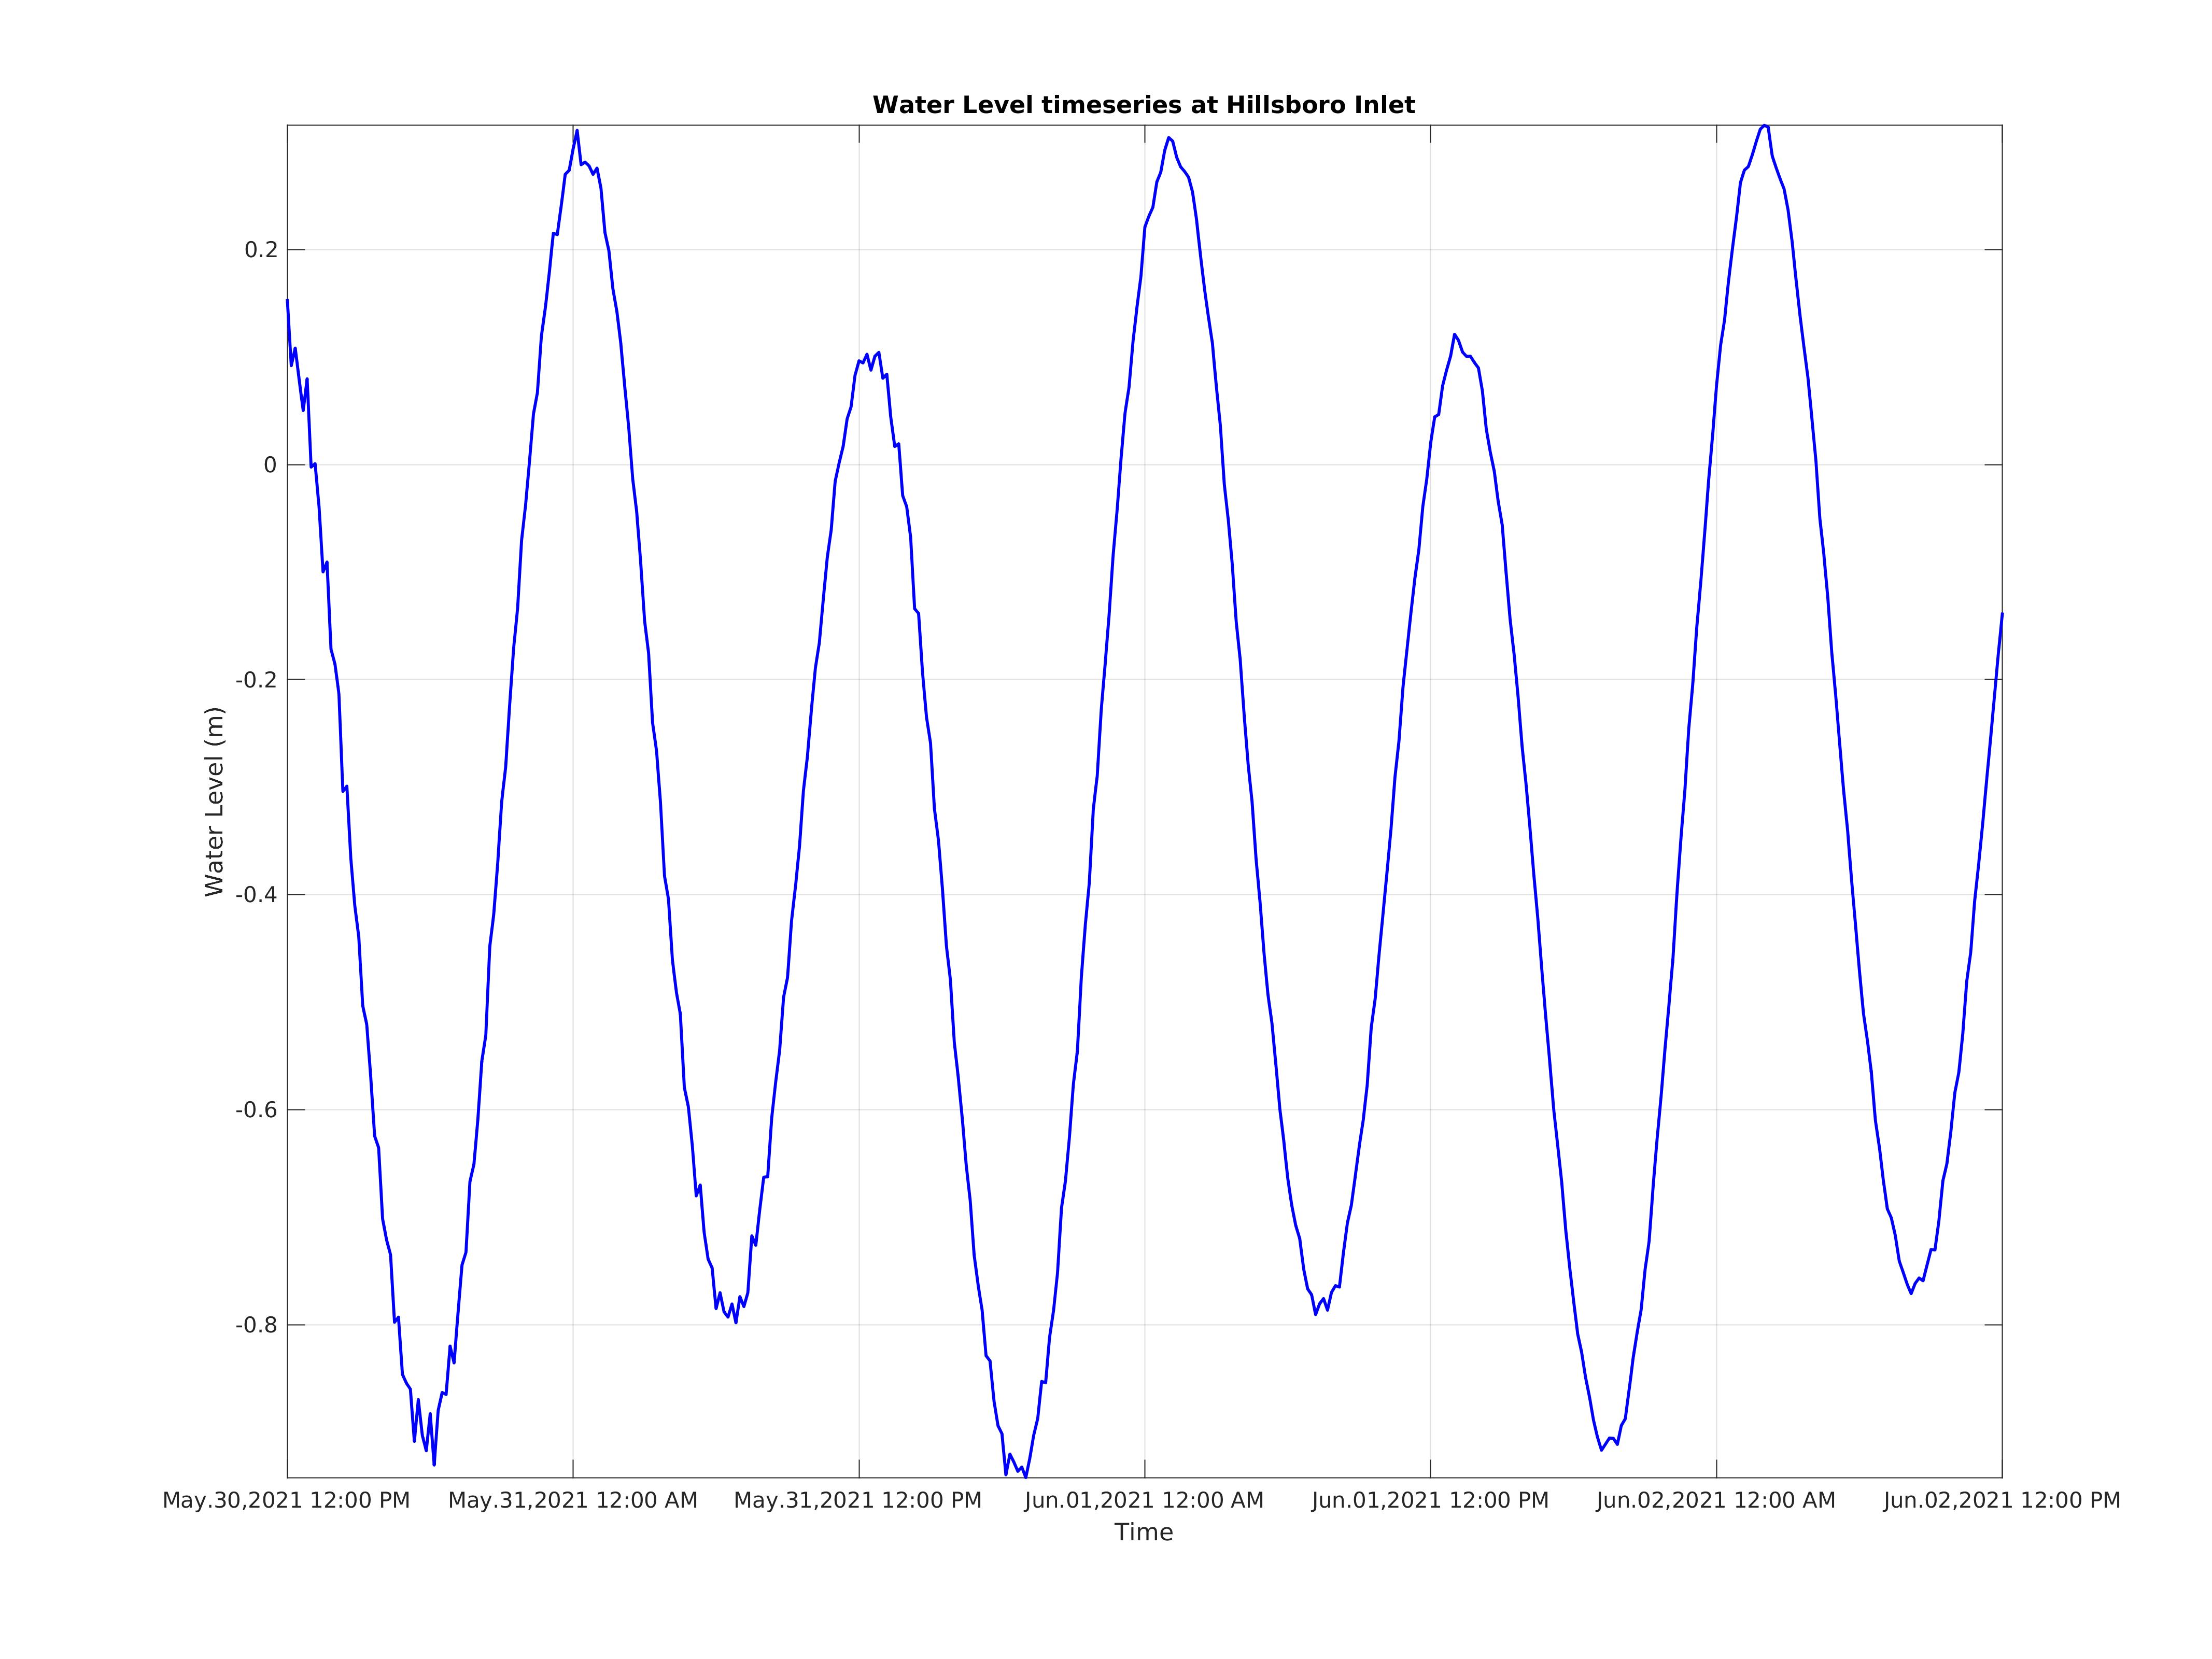 Water Level timeseries at Hillsboro Inlet
0.2
0
-0.2
-0.4
-0.6
-0.8
Water Level (m)
May.30,2021 12:00 PM
May.31,2021 12:00 AM
May.31,2021 12:00 PM
Jun.01,2021 12:00 AM
Jun.01,2021 12:00 PM
Jun.02,2021 12:00 AM
Jun.02,2021 12:00 PM
Time